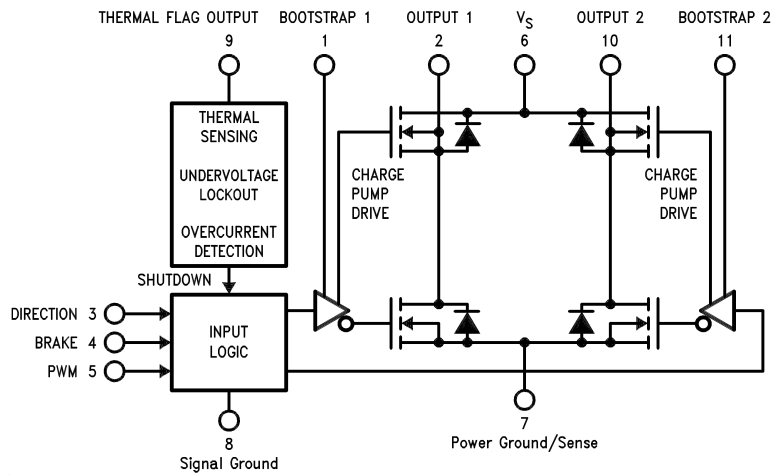 THERMAL FLAG OUTPUT
9
BOOTSTRAP 1
1
OUTPUT 1
2
VS
6
OUTPUT 2
10
BOOTSTRAP 2
11
THERMAL
SENSING
UNDERVOLTAGE
LOCKOUT
OVERCURRENT
DETECTION
CHARGE
PUMP
DRIVE
CHARGE
PUMP
DRIVE
SHUTDOWN
DIRECTION 3
BRAKE 4
PWM 5
INPUT
LOGIC
8
Signal Ground
7
Power Ground/Sense